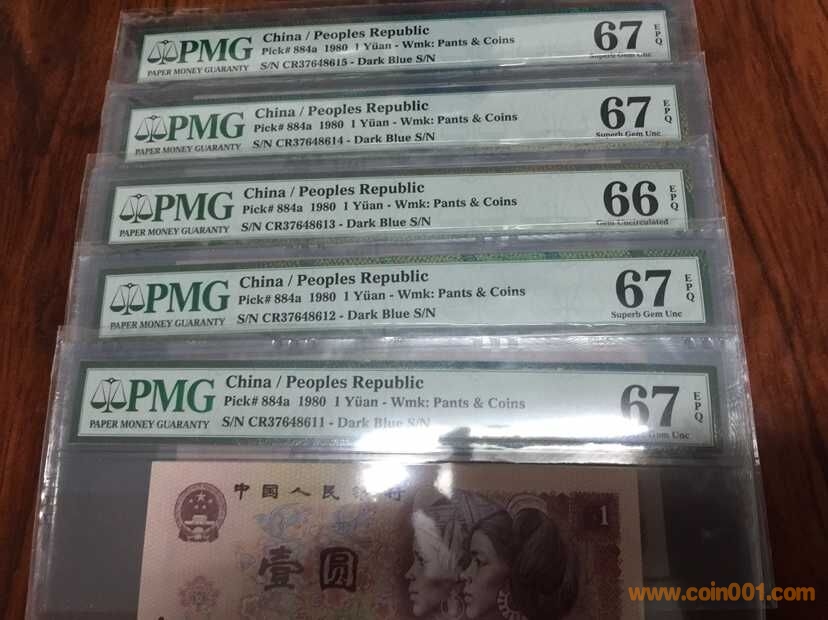 PMG
PAPER MONEY GUARANTY
China / Peoples Republic
Pick# 884a 1980 1 Yüan - Wmk: Pants & Coins
S/N CR37648615 - Dark Blue S/N
67 EPQ
Superb Gem Unc
PMG
PAPER MONEY GUARANTY
China / Peoples Republic
Pick# 884a 1980 1 Yüan - Wmk: Pants & Coins
S/N CR37648614 - Dark Blue S/N
67 EPQ
Superb Gem Unc
PMG
PAPER MONEY GUARANTY
China / Peoples Republic
Pick# 884a 1980 1 Yüan - Wmk: Pants & Coins
S/N CR37648613 - Dark Blue S/N
66 EPQ
Gem Uncirculated
PMG
PAPER MONEY GUARANTY
China / Peoples Republic
Pick# 884a 1980 1 Yüan - Wmk: Pants & Coins
S/N CR37648612 - Dark Blue S/N
67 EPQ
Superb Gem Unc
PMG
PAPER MONEY GUARANTY
China / Peoples Republic
Pick# 884a 1980 1 Yüan - Wmk: Pants & Coins
S/N CR37648611 - Dark Blue S/N
67 EPQ
Gem Unc
中国人民银行
1
壹圆
www.coin001.com